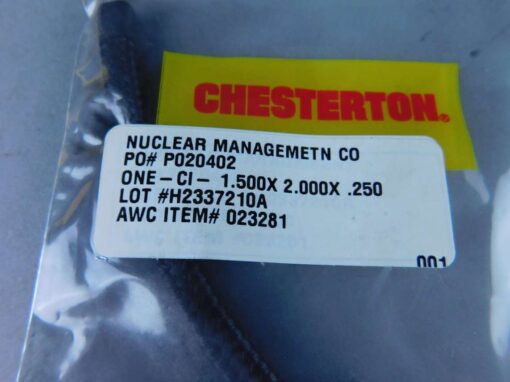 CHESTERTON®
NUCLEAR MANAGEMETN CO
PO# P020402
ONE-CI- 1.500X 2.000X .250
LOT #H2337210A
AWC ITEM# 023281
001